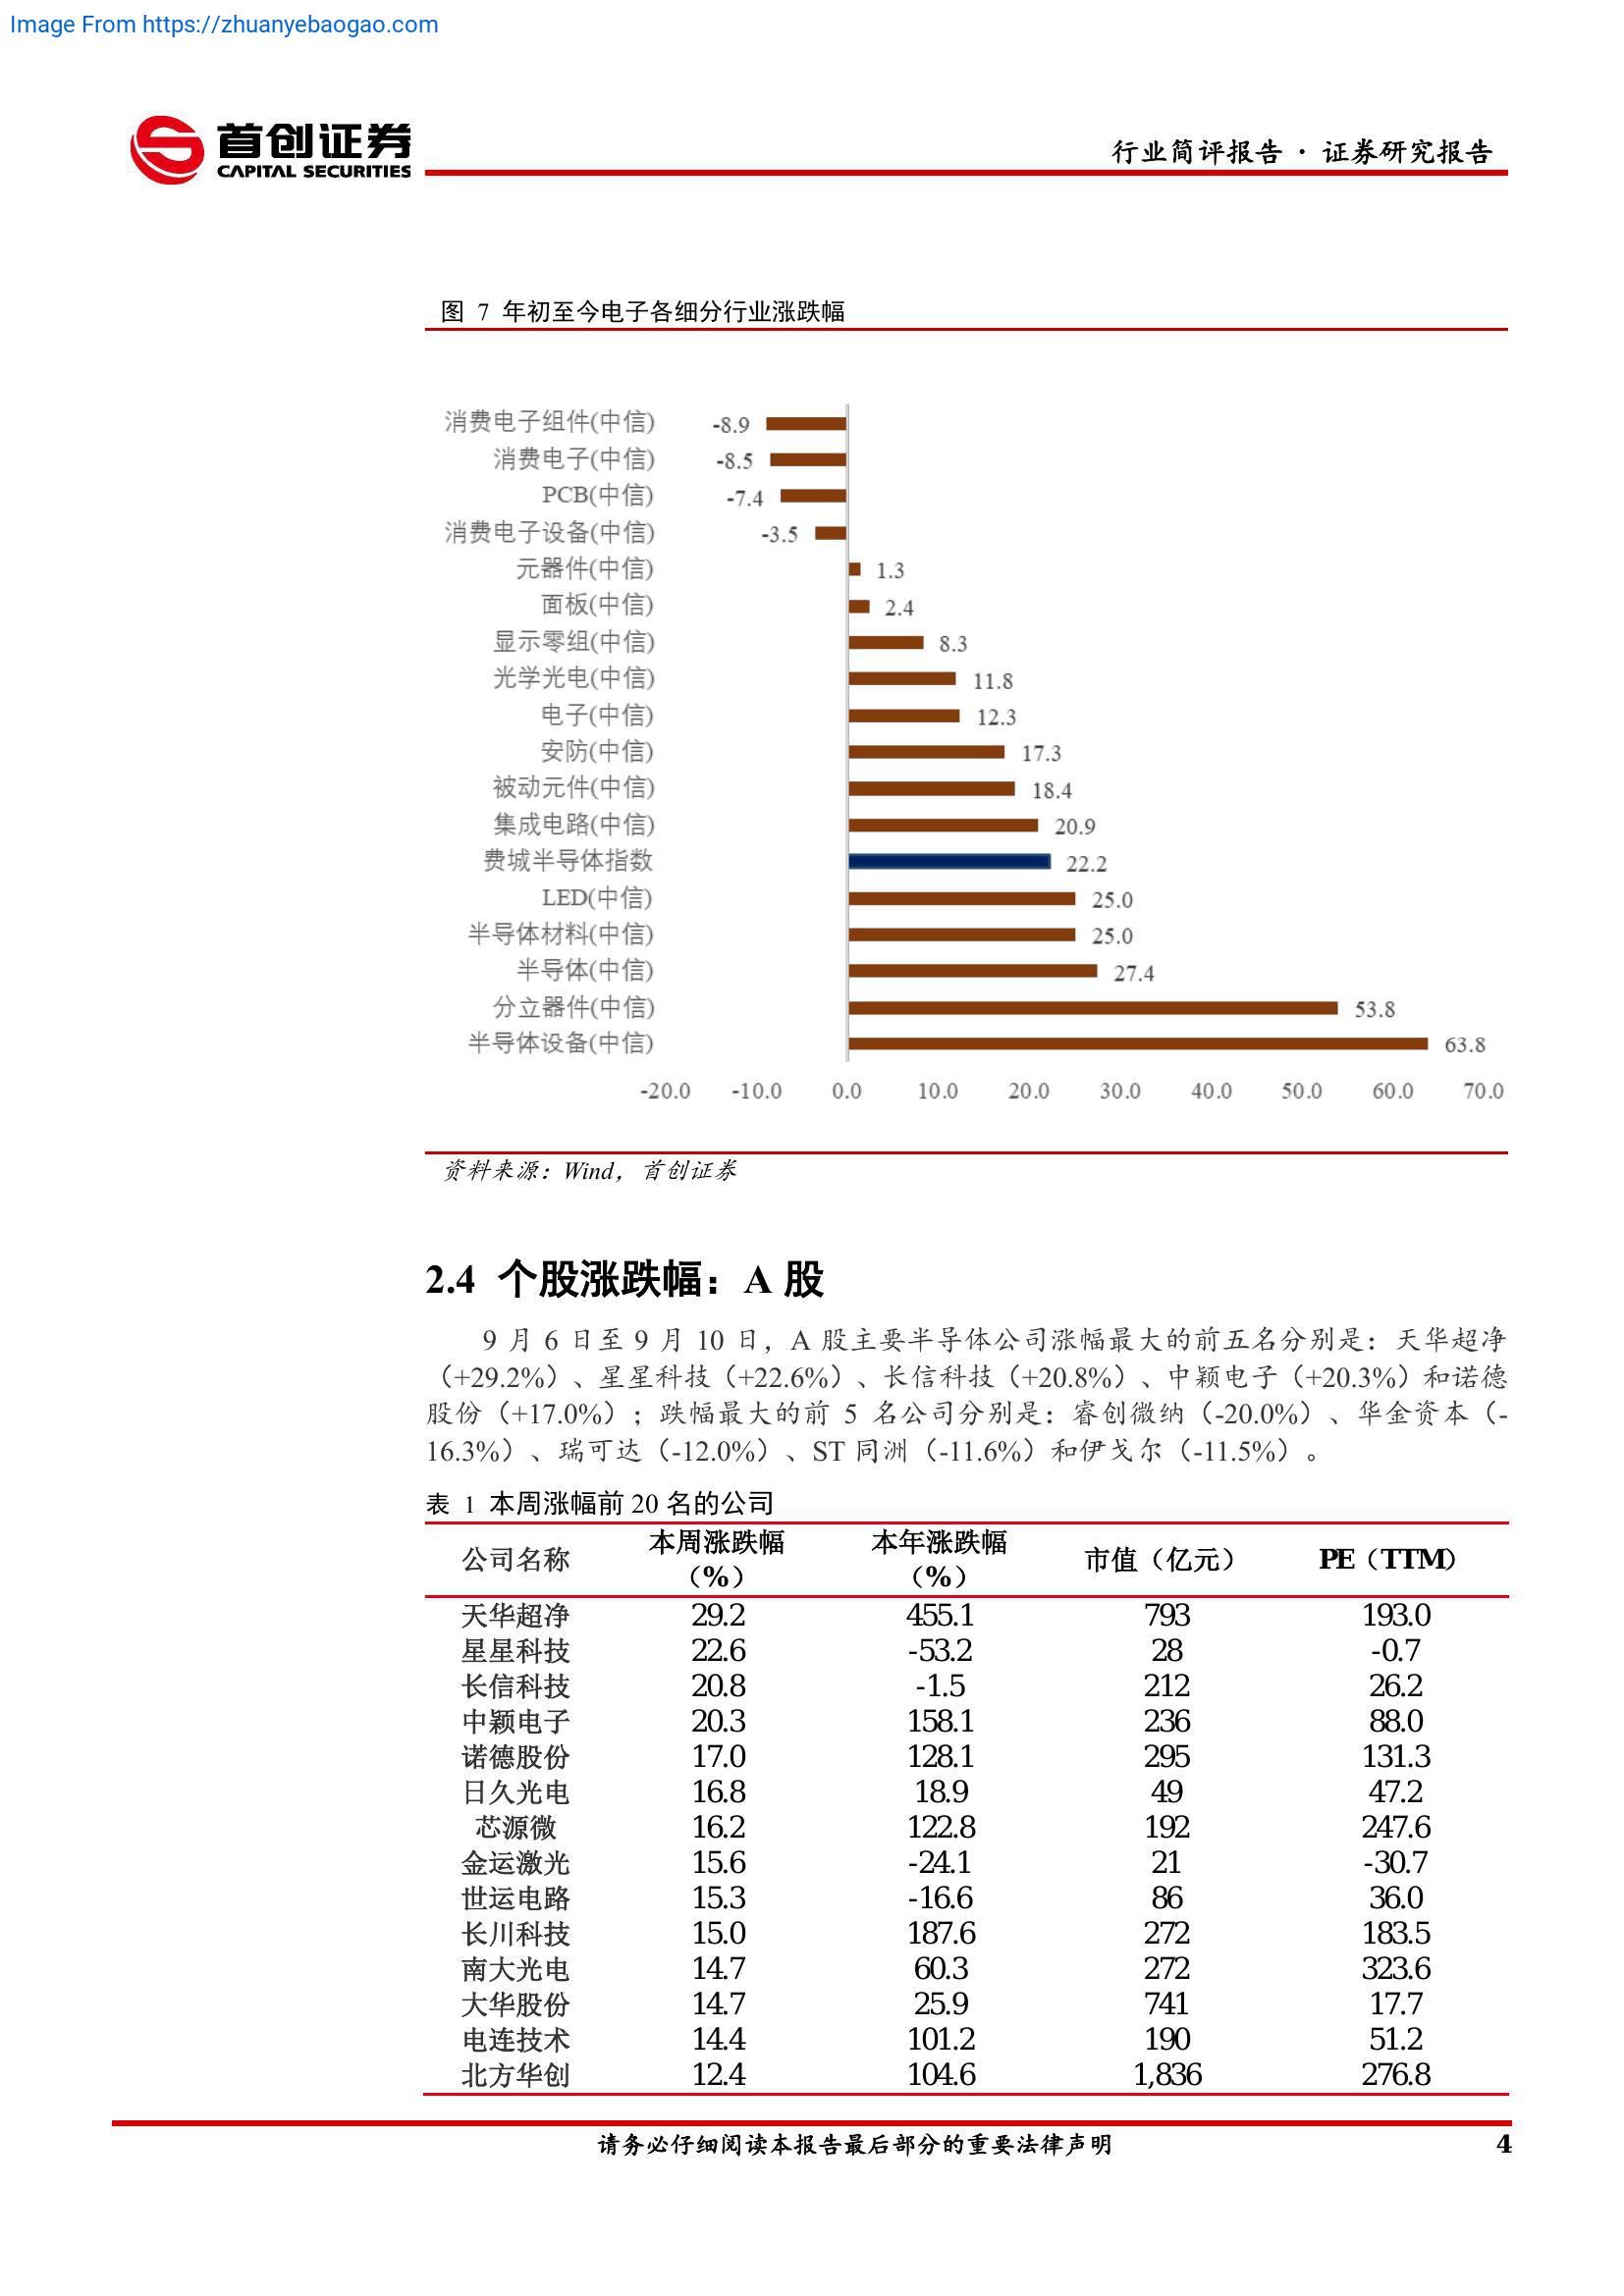 Image From https://zhuanyebaogao.com
首创证券
CAPITAL SECURITIES
行业简评报告 · 证券研究报告
图 7 年初至今电子各细分行业涨跌幅
消费电子组件(中信) -8.9
消费电子(中信) -8.5
PCB(中信) -7.4
消费电子设备(中信) -3.5
元器件(中信) 1.3
面板(中信) 2.4
显示零组(中信) 8.3
光学光电(中信) 11.8
电子(中信) 12.3
安防(中信) 17.3
被动元件(中信) 18.4
集成电路(中信) 20.9
费城半导体指数 22.2
LED(中信) 25.0
半导体材料(中信) 25.0
半导体(中信) 27.4
分立器件(中信) 53.8
半导体设备(中信) 63.8
-20.0 -10.0 0.0 10.0 20.0 30.0 40.0 50.0 60.0 70.0
资料来源：Wind，首创证券
2.4 个股涨跌幅：A 股
9 月 6 日至 9 月 10 日，A 股主要半导体公司涨幅最大的前五名分别是：天华超净
（+29.2%）、星星科技（+22.6%）、长信科技（+20.8%）、中颖电子（+20.3%）和诺德
股份（+17.0%）；跌幅最大的前 5 名公司分别是：睿创微纳（-20.0%）、华金资本（-
16.3%）、瑞可达（-12.0%）、ST 同洲（-11.6%）和伊戈尔（-11.5%）。
表 1 本周涨幅前 20 名的公司
公司名称 本周涨跌幅 本年涨跌幅 市值（亿元） PE（TTM）
（%） （%）
天华超净 29.2 455.1 793 193.0
星星科技 22.6 -53.2 28 -0.7
长信科技 20.8 -1.5 212 26.2
中颖电子 20.3 158.1 236 88.0
诺德股份 17.0 128.1 295 131.3
日久光电 16.8 18.9 49 47.2
芯源微 16.2 122.8 192 247.6
金运激光 15.6 -24.1 21 -30.7
世运电路 15.3 -16.6 86 36.0
长川科技 15.0 187.6 272 183.5
南大光电 14.7 60.3 272 323.6
大华股份 14.7 25.9 741 17.7
电连技术 14.4 101.2 190 51.2
北方华创 12.4 104.6 1,836 276.8
请务必仔细阅读本报告最后部分的重要法律声明 4